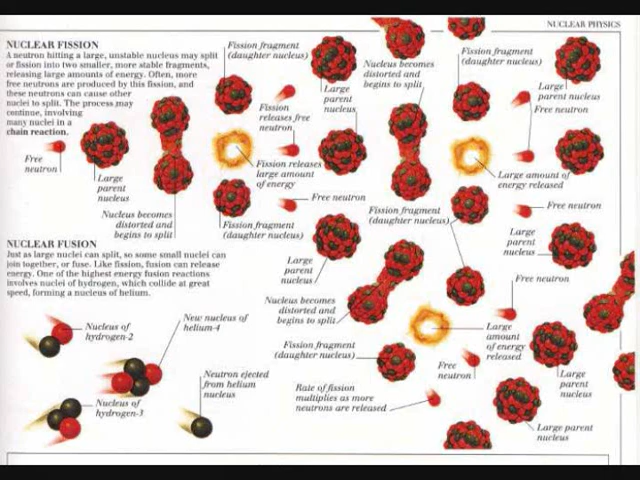 NUCLEAR PHYSICS
NUCLEAR FISSION
A neutron hitting a large, unstable nucleus may split
or fission into two smaller, more stable fragments,
releasing large amounts of energy. Often, more
free neutrons are produced by this fission, and
these neutrons can cause other
nuclei to split. The process may
continue, involving
many nuclei in a
chain reaction.
Free
neutron
Large
parent
nucleus
Nucleus becomes
distorted and
begins to split
Fission fragment
(daughter nucleus)
Fission
releases free
neutron
Fission releases
large amount
of energy
Free neutron
Fission fragment
(daughter nucleus)
Large
parent
nucleus
Nucleus becomes
distorted and
begins to split
Fission fragment
(daughter nucleus)
Large
parent nucleus
Free neutron
Large amount of
energy released
Fission fragment
(daughter nucleus)
Free neutron
Large
parent
nucleus
Large
parent
nucleus
Free neutron
Nucleus becomes
distorted and
begins to split
Large
amount
of energy
released
Fission fragment
(daughter nucleus)
Free
neutron
Large
parent
nucleus
Rate of fission
multiplies as more
neutrons are released
Large parent
nucleus
NUCLEAR FUSION
Just as large nuclei can split, so some small nuclei can
join together, or fuse. Like fission, fusion can release
energy. One of the highest energy fusion reactions
involves nuclei of hydrogen, which collide at great
speed, forming a nucleus of helium.
Nucleus of
hydrogen-2
New nucleus of
helium-4
Nucleus of
hydrogen-3
Neutron ejected
from helium
nucleus